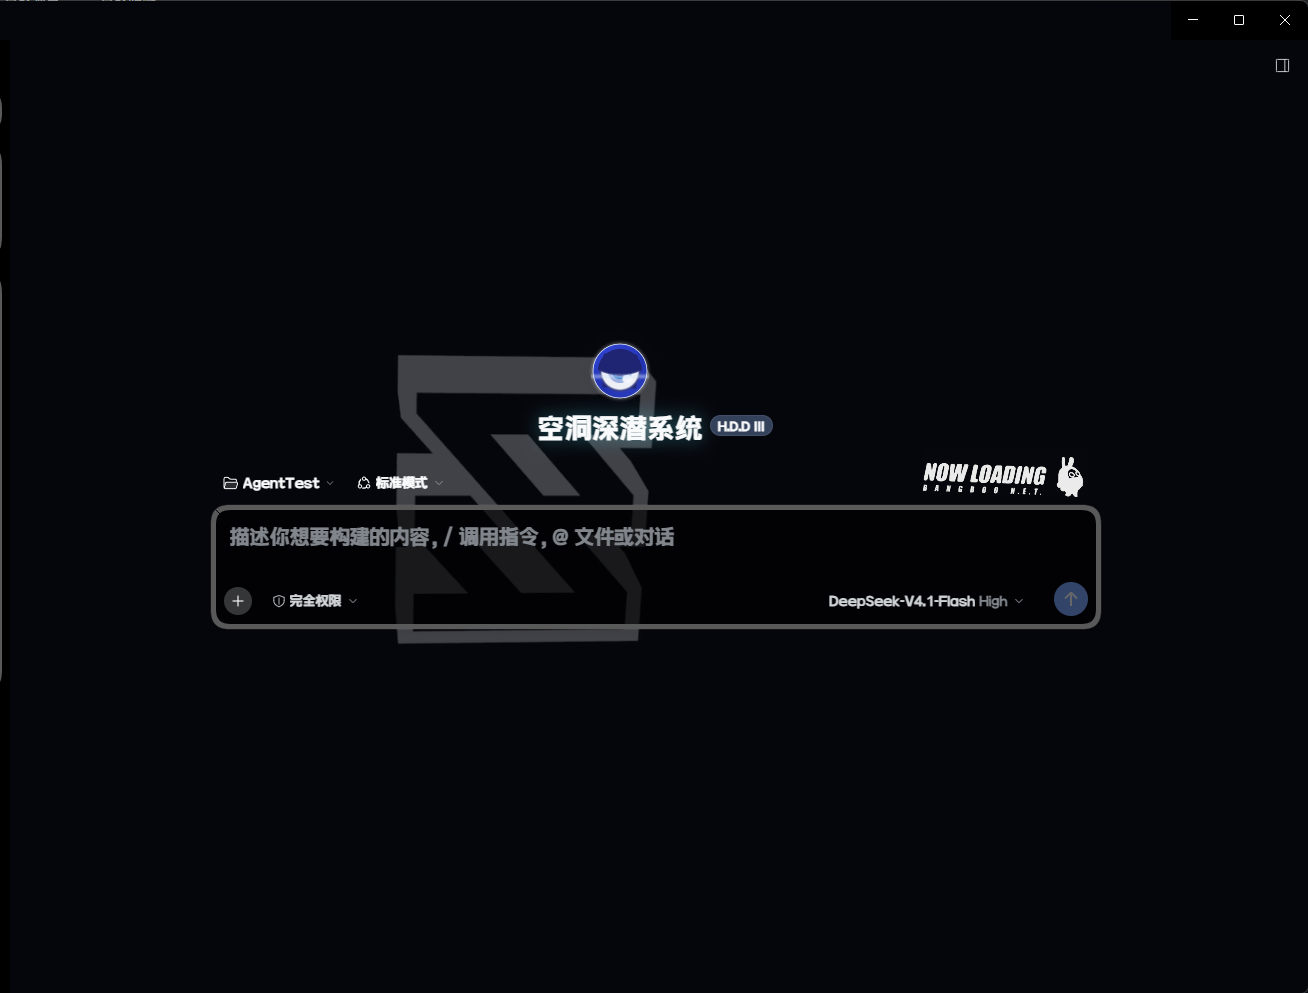 空洞深潜系统 H.D.D III
AgentTest 标准模式
NOW LOADING
BANGBOO N.E.T.
描述你想要构建的内容, / 调用指令, @ 文件或对话
完全权限 DeepSeek-V4.1-Flash High